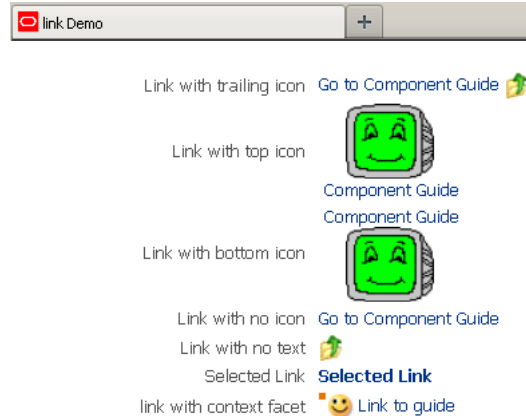 link Demo
+
Link with trailing icon Go to Component Guide
Link with top icon
Component Guide
Component Guide
Link with bottom icon
Link with no icon Go to Component Guide
Link with no text
Selected Link Selected Link
link with context facet Link to guide